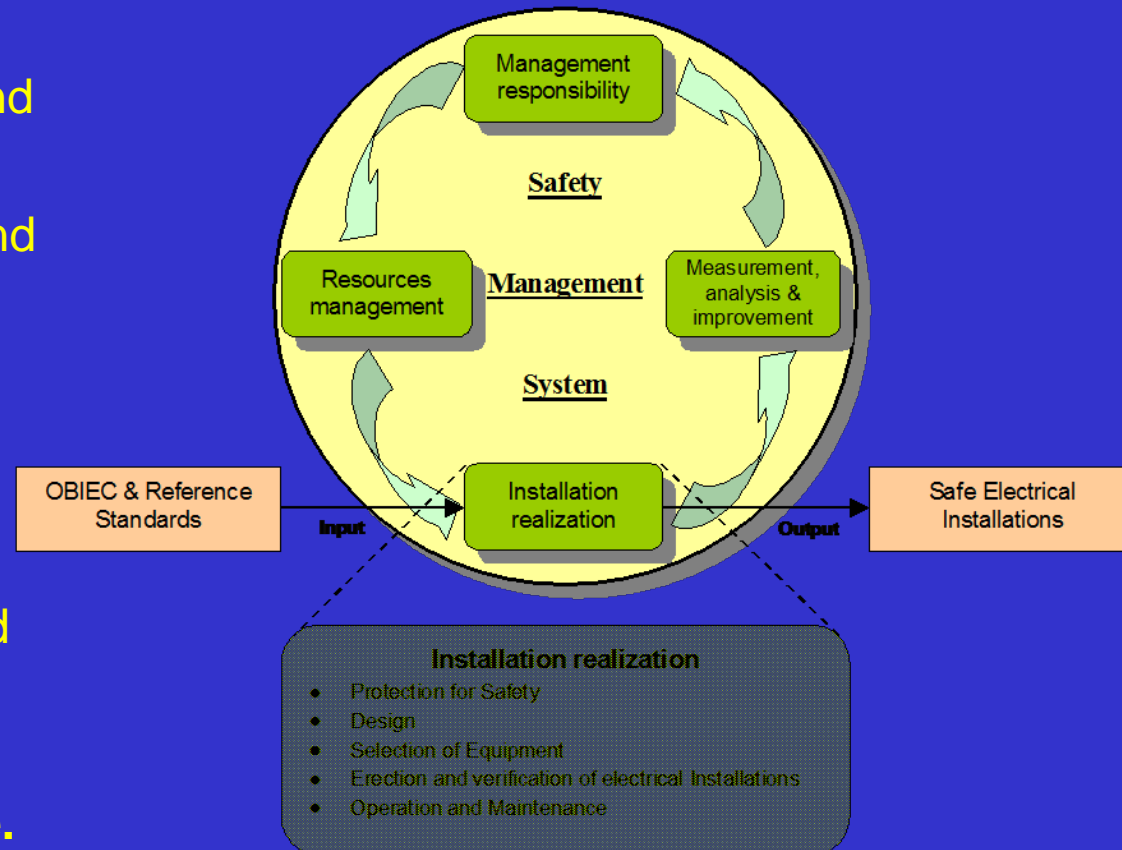 nd
nd
d
.
Management
responsibility
Safety
Resources
management
Management
Measurement,
analysis &
improvement
System
OBIEC & Reference
Standards
Input
Installation
realization
Output
Safe Electrical
Installations
Installation realization
• Protection for Safety
• Design
• Selection of Equipment
• Erection and verification of electrical Installations
• Operation and Maintenance